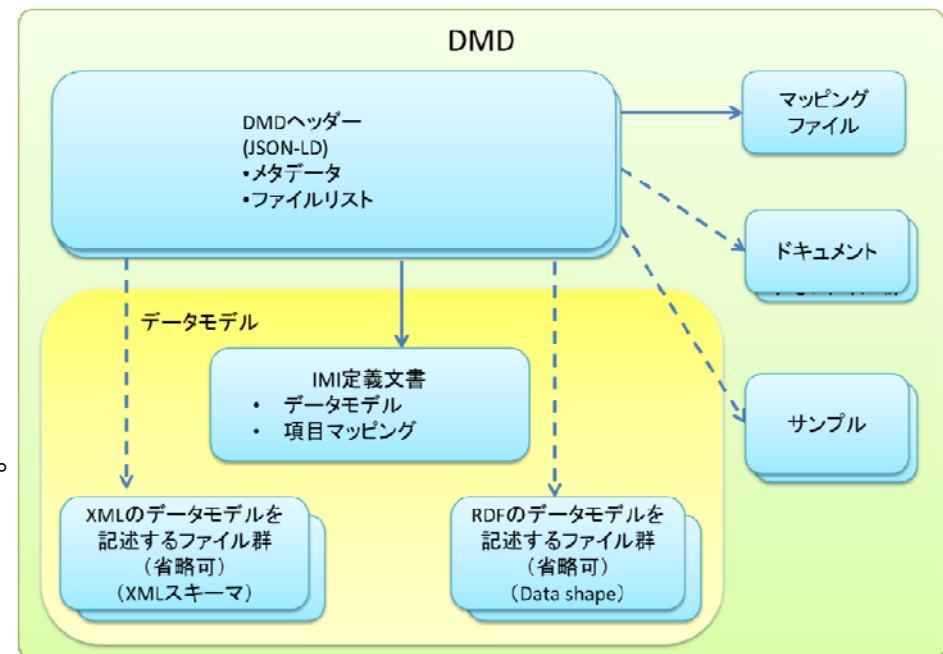 DMD
DMDヘッダー
(JSON-LD)
•メタデータ
•ファイルリスト
マッピング
ファイル
ドキュメント
サンプル
データモデル
IMI定義文書
• データモデル
• 項目マッピング
。
XMLのデータモデルを
記述するファイル群
（省略可）
（XMLスキーマ）
RDFのデータモデルを
記述するファイル群
（省略可）
（Data shape）